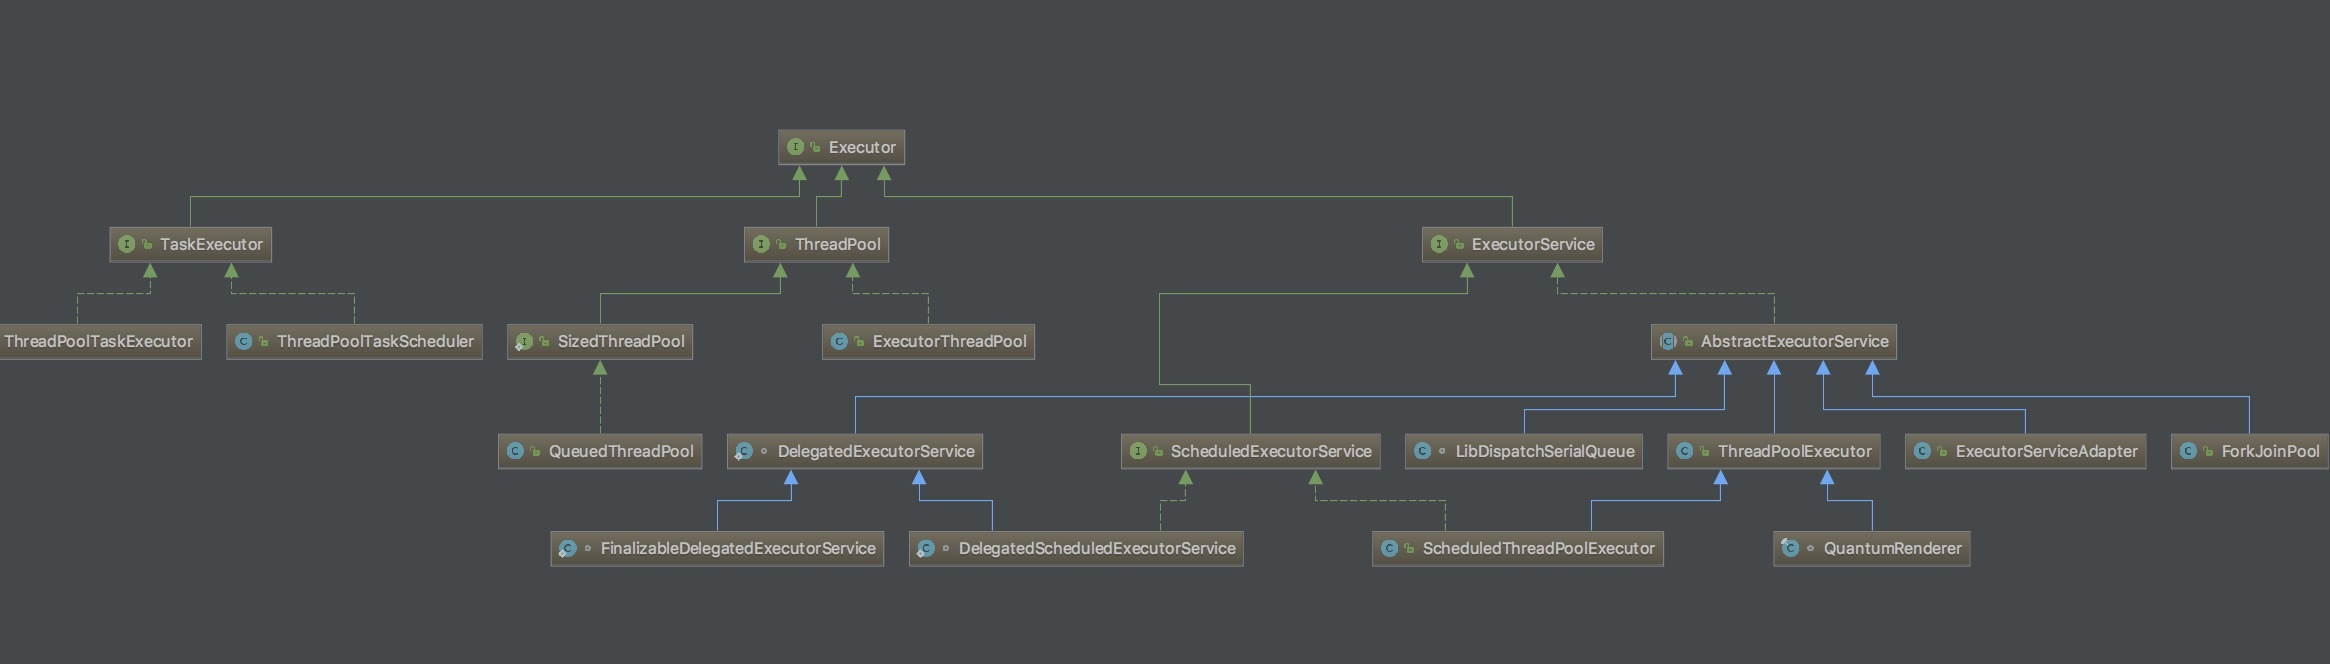 Executor
TaskExecutor
ThreadPool
ExecutorService
ThreadPoolTaskExecutor
ThreadPoolTaskScheduler
SizedThreadPool
ExecutorThreadPool
AbstractExecutorService
QueuedThreadPool
DelegatedExecutorService
ScheduledExecutorService
LibDispatchSerialQueue
ThreadPoolExecutor
ExecutorServiceAdapter
ForkJoinPool
FinalizableDelegatedExecutorService
DelegatedScheduledExecutorService
ScheduledThreadPoolExecutor
QuantumRenderer